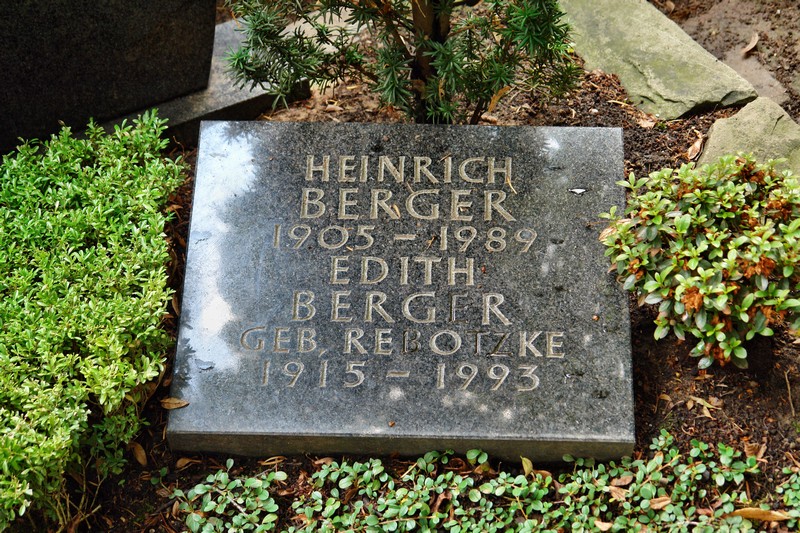 HEINRICH
BERGER
1905 – 1989
EDITH
BERGER
GEB. REBOTZKE
1915 – 1993